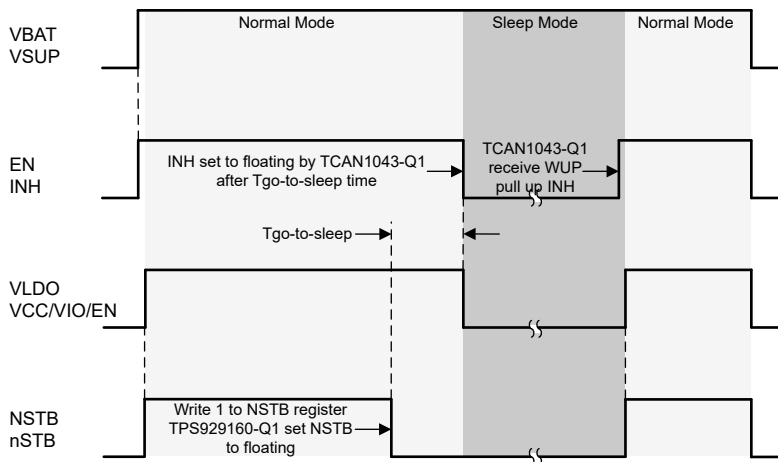 Normal Mode
Sleep Mode
Normal Mode
VBAT
VSUP
EN
INH
INH set to floating by TCAN1043-Q1
after Tgo-to-sleep time
TCAN1043-Q1
receive WUP
pull up INH
Tgo-to-sleep
VLDO
VCC/VIO/EN
NSTB
nSTB
Write 1 to NSTB register
TPS929160-Q1 set NSTB
to floating